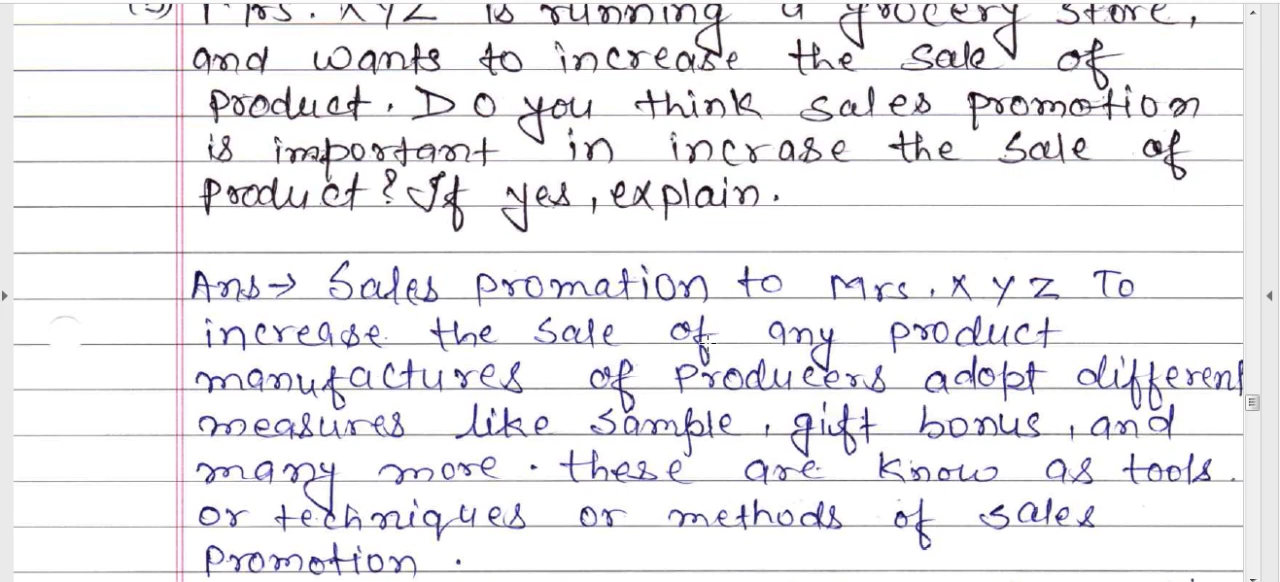 (5) Mrs. XYZ is running a grocery store,
and wants to increase the sale of
product. Do you think sales promotion
is important in incrase the sale of
product? If yes, explain.
Ans→ Sales promation to Mrs. X Y Z To
increase the sale of any product
manufactures of producers adopt different
measures like sample, gift bonus, and
many more. these are know as tools.
or techniques or methods of sales
promotion.